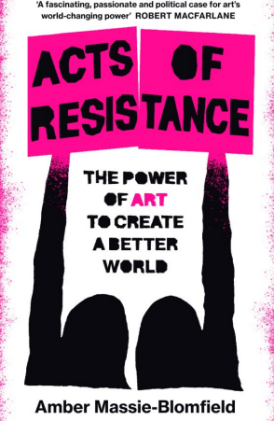 'A fascinating, passionate and political case for art's
world-changing power' ROBERT MACFARLANE
ACTS OF
RESISTANCE
THE POWER
OF ART
TO CREATE
A BETTER
WORLD
Amber Massie-Blomfield